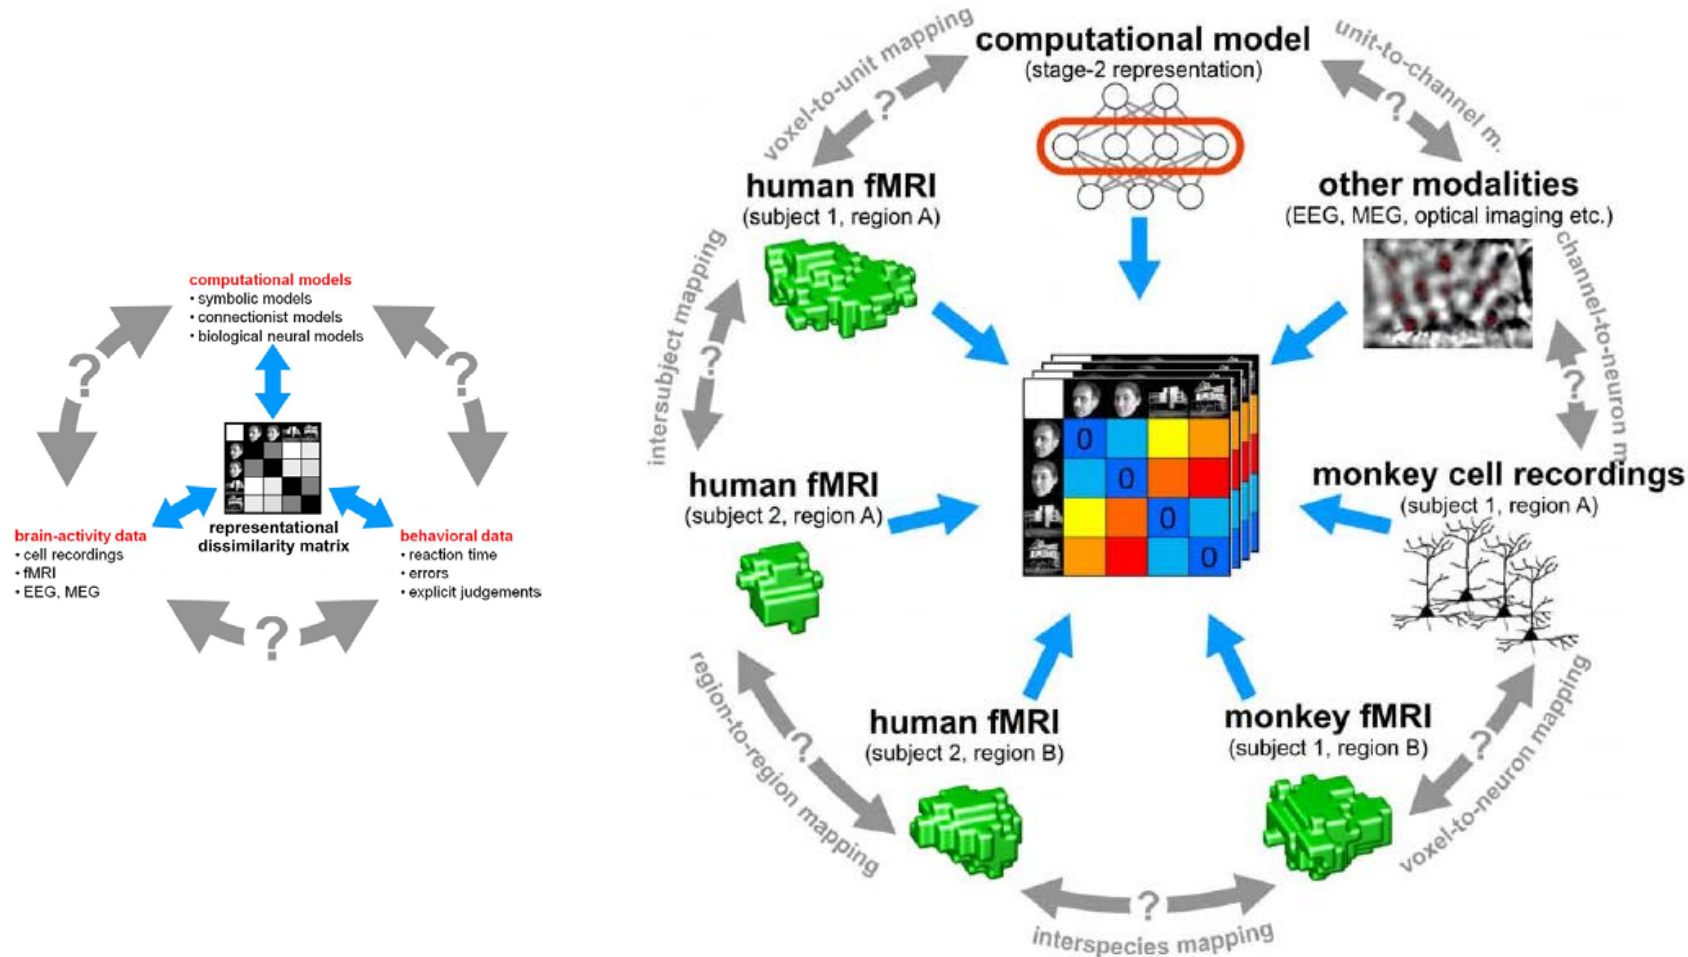 computational models
• symbolic models
• connectionist models
• biological neural models
?
?
representational
dissimilarity matrix
brain-activity data
• cell recordings
• fMRI
• EEG, MEG
behavioral data
• reaction time
• errors
• explicit judgements
?
computational model
(stage-2 representation)
voxel-to-unit mapping
?
unit-to-channel m.
?
human fMRI
(subject 1, region A)
other modalities
(EEG, MEG, optical imaging etc.)
intersubject mapping
?
channel-to-neuron m.
?
0
0
0
0
human fMRI
(subject 2, region A)
monkey cell recordings
(subject 1, region A)
region-to-region mapping
?
human fMRI
(subject 2, region B)
monkey fMRI
(subject 1, region B)
voxel-to-neuron mapping
?
?
interspecies mapping